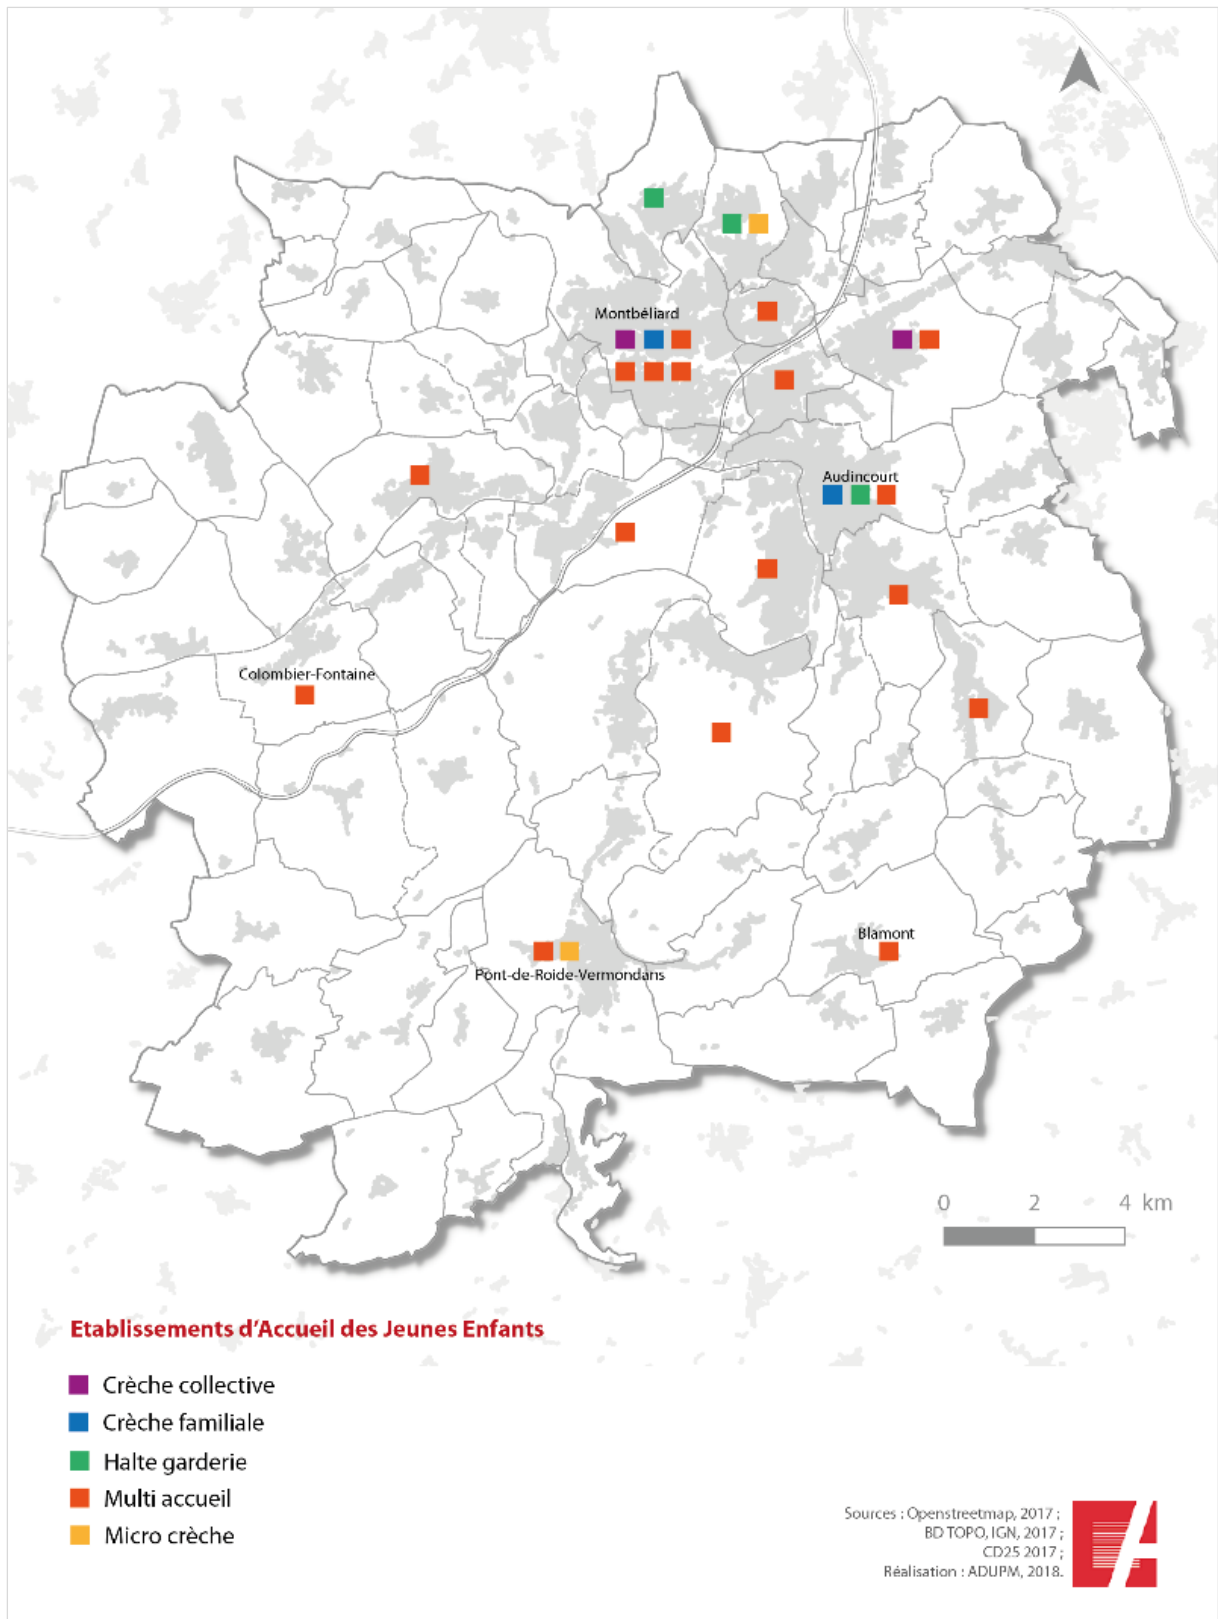 Montbéliard
Audincourt
Colombier-Fontaine
Blamont
Pont-de-Roide-Vermondans
0 2 4 km
Etablissements d'Accueil des Jeunes Enfants
Crèche collective
Crèche familiale
Halte garderie
Multi accueil
Micro crèche
Sources : Openstreetmap, 2017 ;
BD TOPO, IGN, 2017 ;
CD25 2017 ;
Réalisation : ADUPM, 2018.